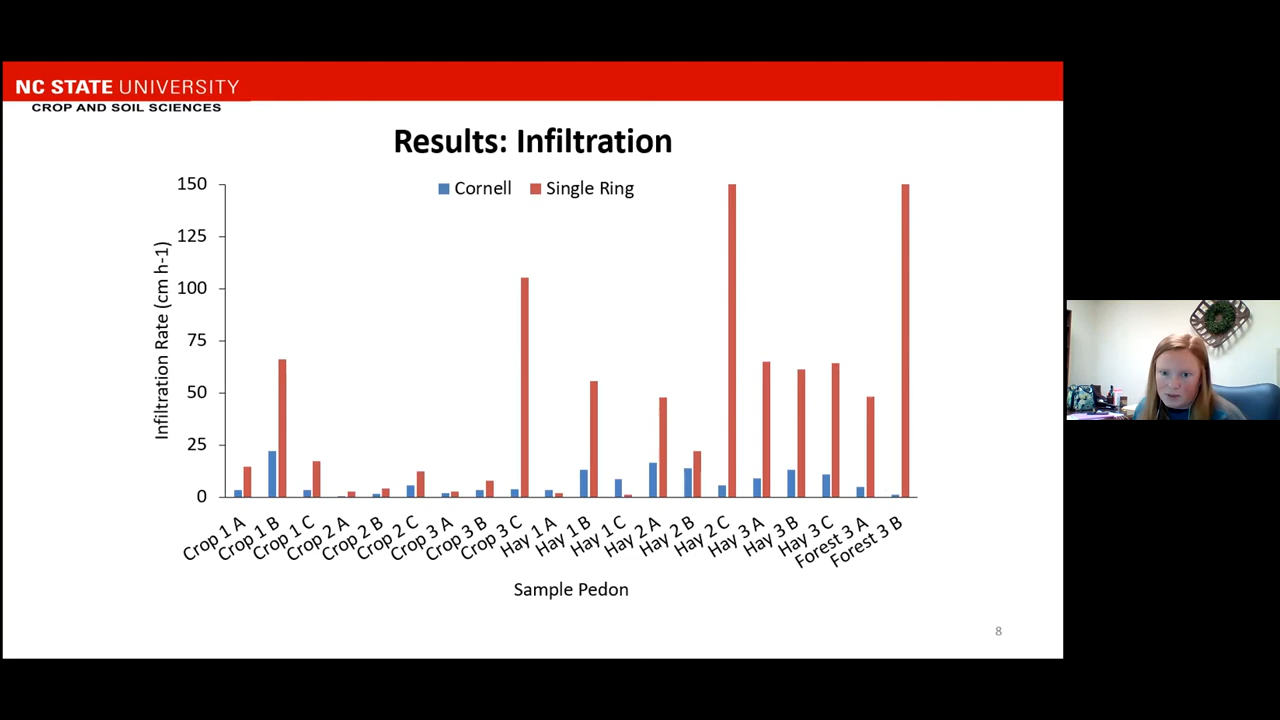 NC STATE UNIVERSITY
CROP AND SOIL SCIENCES
Results: Infiltration
Cornell
Single Ring
150
125
100
75
50
25
0
Infiltration Rate (cm h-1)
Crop 1 A
Crop 1 B
Crop 1 C
Crop 2 A
Crop 2 B
Crop 2 C
Crop 3 A
Crop 3 B
Crop 3 C
Hay 1 A
Hay 1 B
Hay 1 C
Hay 2 A
Hay 2 B
Hay 2 C
Hay 3 A
Hay 3 B
Hay 3 C
Forest 3 A
Forest 3 B
Sample Pedon
8